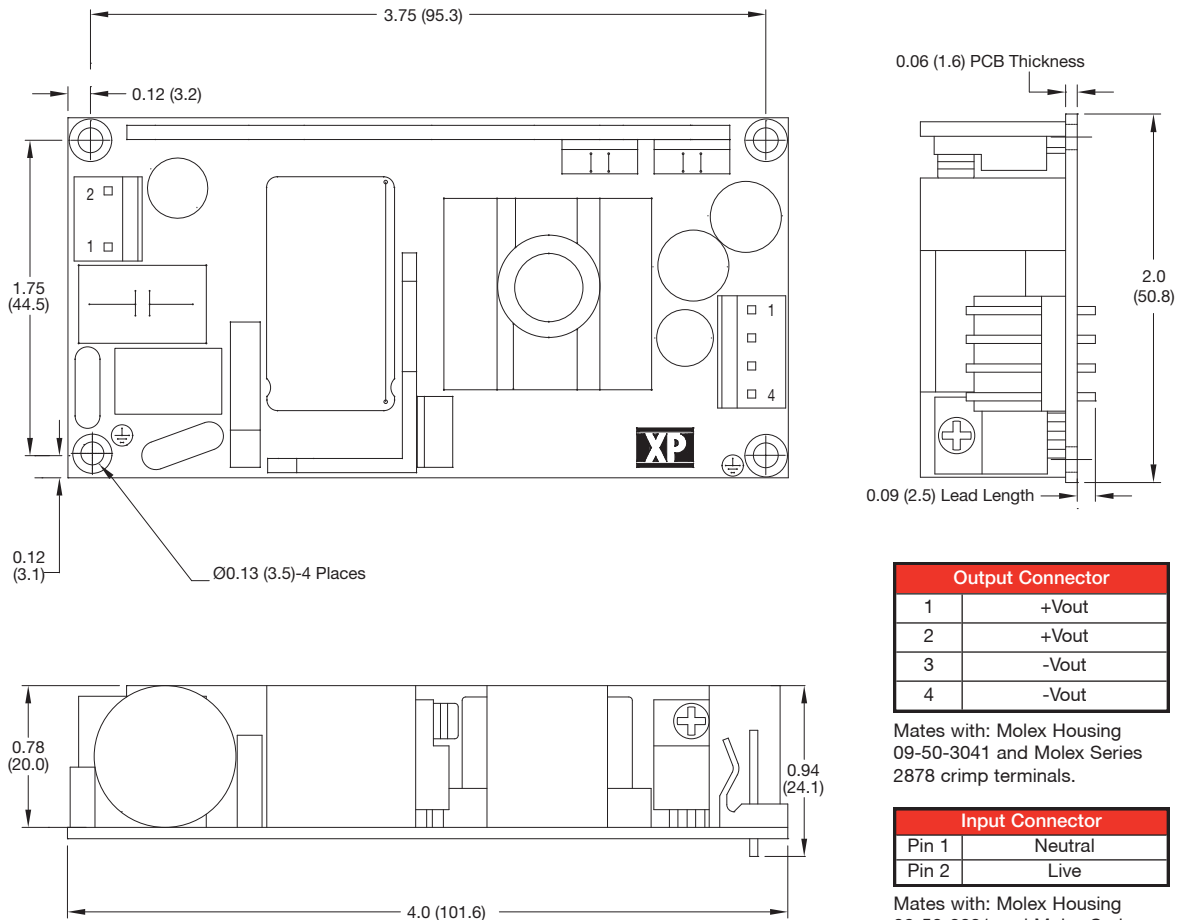 3.75 (95.3)
0.12 (3.2)
0.06 (1.6) PCB Thickness
2
1
1.75
(44.5)
1
4
2.0
(50.8)
XP
0.09 (2.5) Lead Length
0.12
(3.1)
Ø0.13 (3.5)-4 Places
Output Connector
1 +Vout
2 +Vout
3 -Vout
4 -Vout
Mates with: Molex Housing
09-50-3041 and Molex Series
2878 crimp terminals.
0.78
(20.0)
0.94
(24.1)
Input Connector
Pin 1 Neutral
Pin 2 Live
Mates with: Molex Housing
4.0 (101.6)